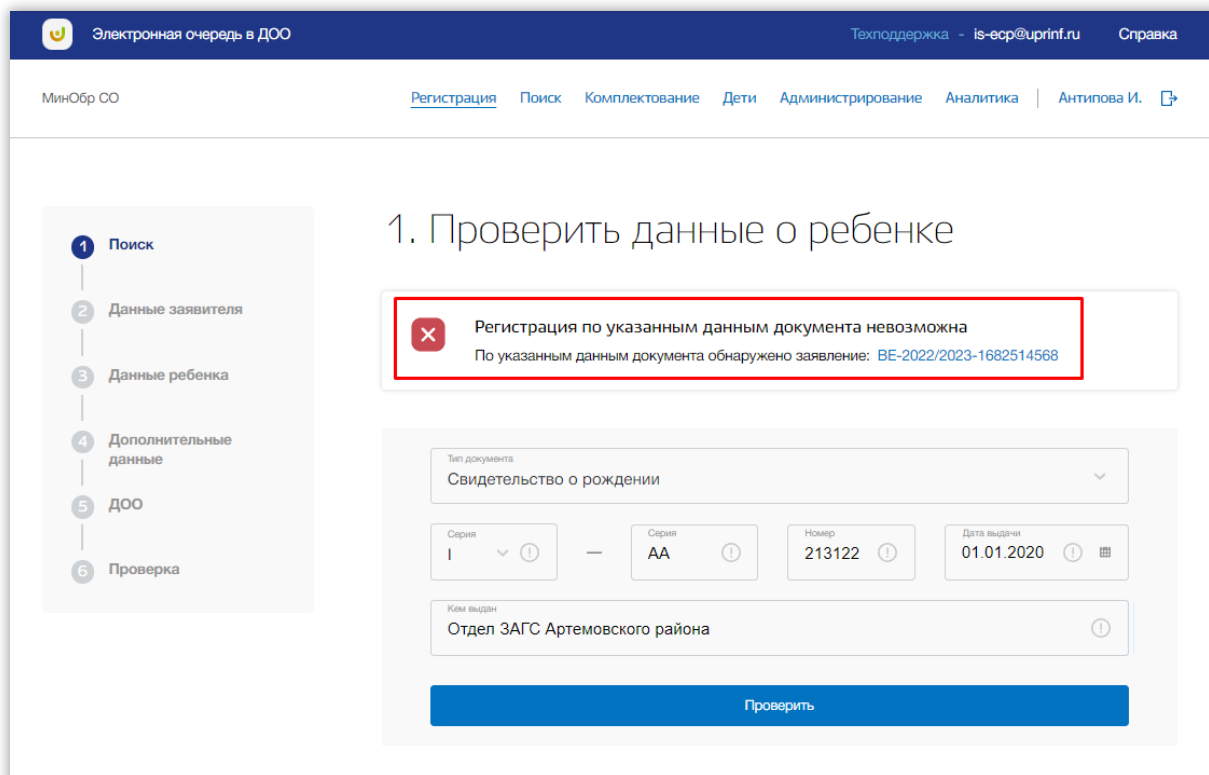 Электронная очередь в ДОО
Техподдержка - is-ecp@uprinf.ru Справка
МинОбр СО
Регистрация Поиск Комплектование Дети Администрирование Аналитика Антипова И.
1 Поиск
2 Данные заявителя
3 Данные ребенка
4 Дополнительные
данные
5 ДОО
6 Проверка
1. Проверить данные о ребенке
Регистрация по указанным данным документа невозможна
По указанным данным документа обнаружено заявление: ВЕ-2022/2023-1682514568
Тип документа
Свидетельство о рождении
Серия Серия Номер Дата выдачи
I — АА 213122 01.01.2020
Кем выдан
Отдел ЗАГС Артемовского района
Проверить